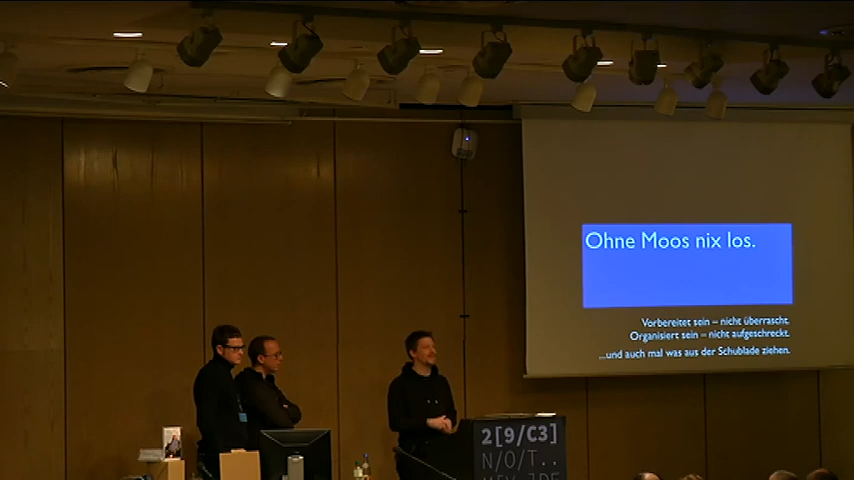 Ohne Moos nix los.
Vorbereitet sein – nicht überrascht.
Organisiert sein – nicht aufgeschreckt.
...und auch mal was aus der Schublade ziehen.
2[9/C3]
N/O/T..